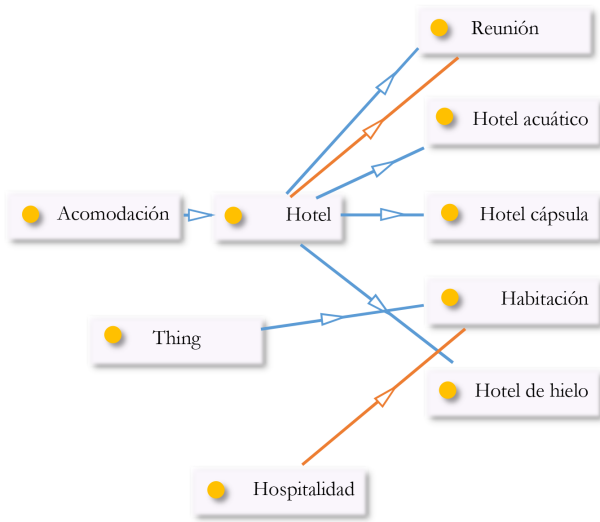 Reunión
Hotel acuático
Acomodación
Hotel
Hotel cápsula
Habitación
Thing
Hotel de hielo
Hospitalidad